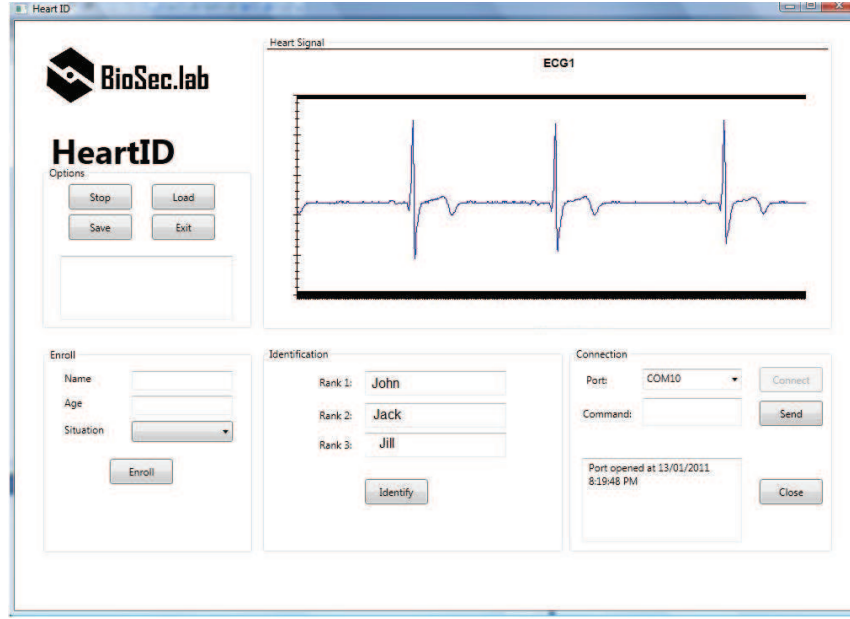 Heart ID
BioSec.lab
HeartID
Options
Stop
Load
Save
Exit
Heart Signal
ECG1
Enroll
Name
Age
Situation
Enroll
Identification
Rank 1: John
Rank 2: Jack
Rank 3: Jill
Identify
Connection
Port: COM10
Connect
Command:
Send
Port opened at 13/01/2011
8:19:48 PM
Close